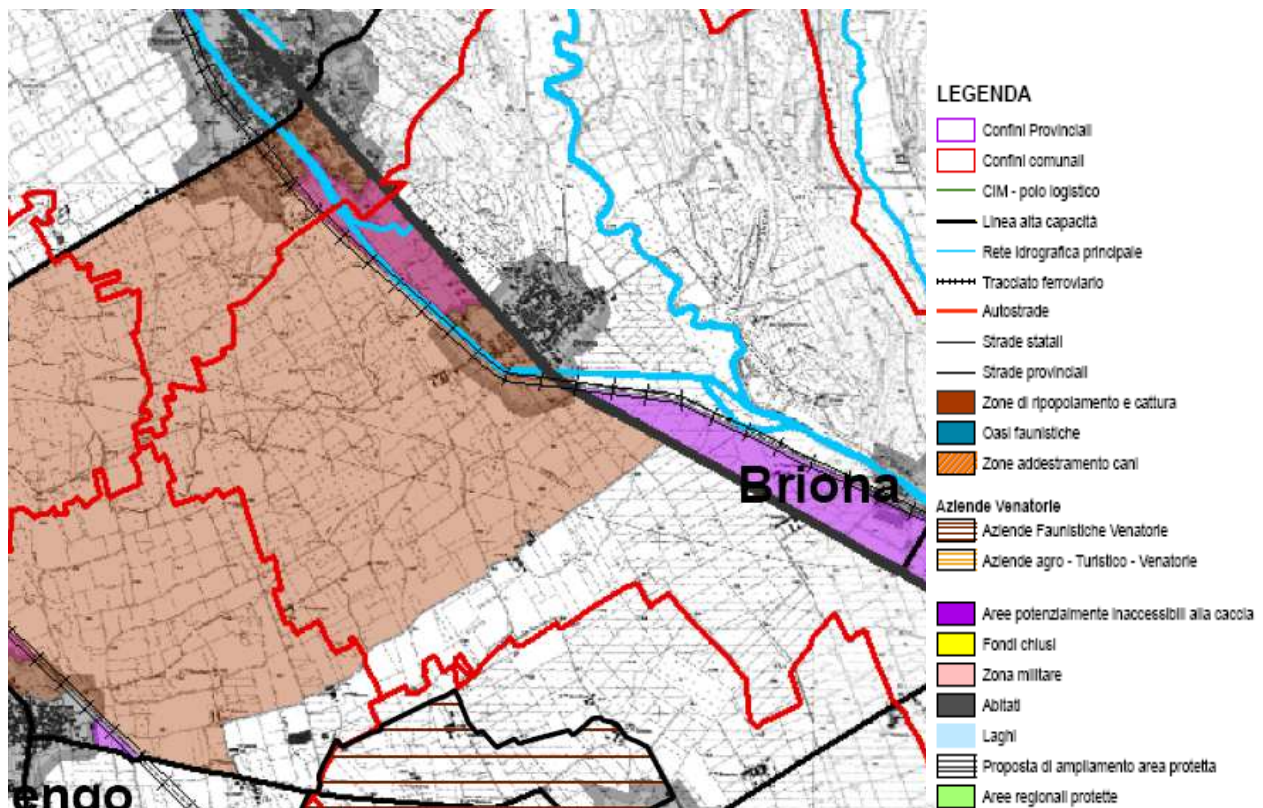 Briona
engo
LEGENDA
Confini Provinciali
Confini comunali
CIM - polo logistico
Linea alta capacità
Rete idrografica principale
Tracciato ferroviario
Autostrade
Strade statali
Strade provinciali
Zone di ripopolamento e cattura
Oasi faunistiche
Zone addestramento cani
Aziende Venatorie
Aziende Faunistiche Venatorie
Aziende agro - Turistico - Venatorie
Aree potenzialmente inaccessibili alla caccia
Fondi chiusi
Zona militare
Abitati
Laghi
Proposta di ampliamento area protetta
Aree regionali protette